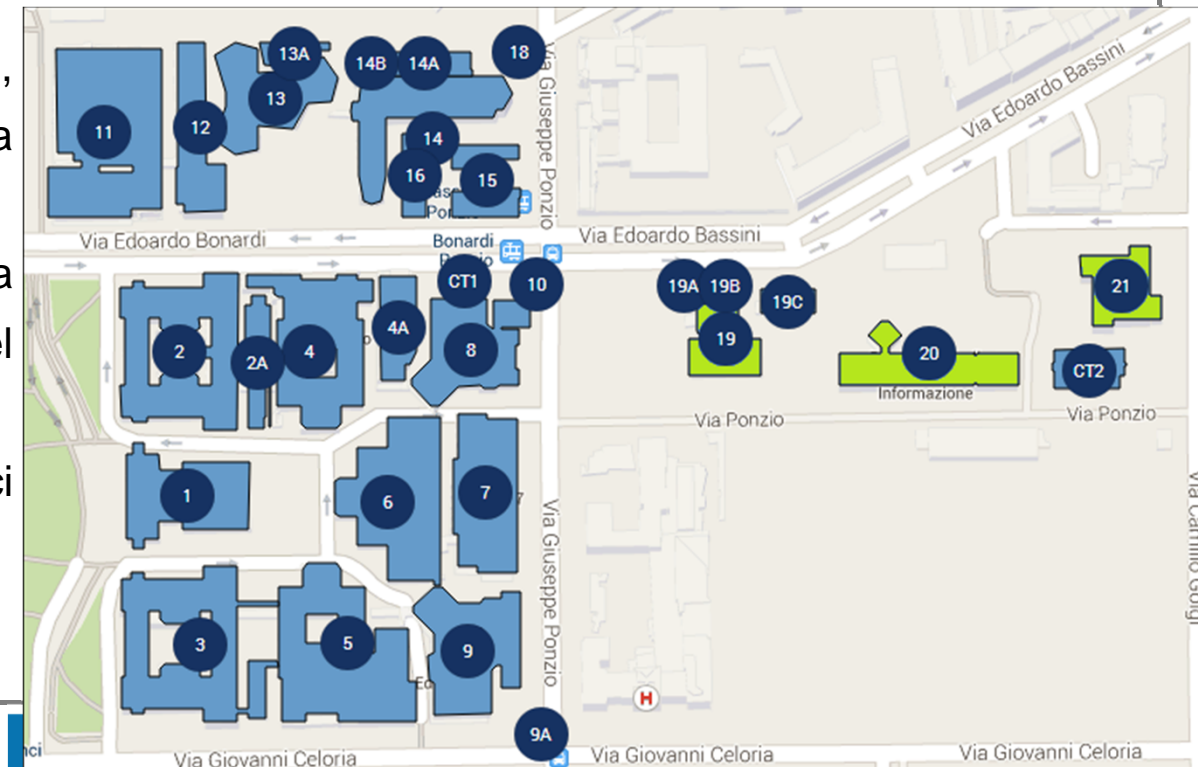 ,
a
a
el
ci
nci
13A
14B
14A
18
11
12
13
14
16
15
Via Giuseppe Ponzio
Via Edoardo Bassini
Via Edoardo Bonardi
Bonardi
Via Edoardo Bassini
CT1
10
19A
19B
19C
21
2
2A
4
4A
8
19
20
CT2
Informazione
Via Ponzio
Via Ponzio
1
6
7
Via Giuseppe Ponzio
3
5
9
H
9A
Via Giovanni Celoria
Via Giovanni Celoria
Via Giovanni Celoria